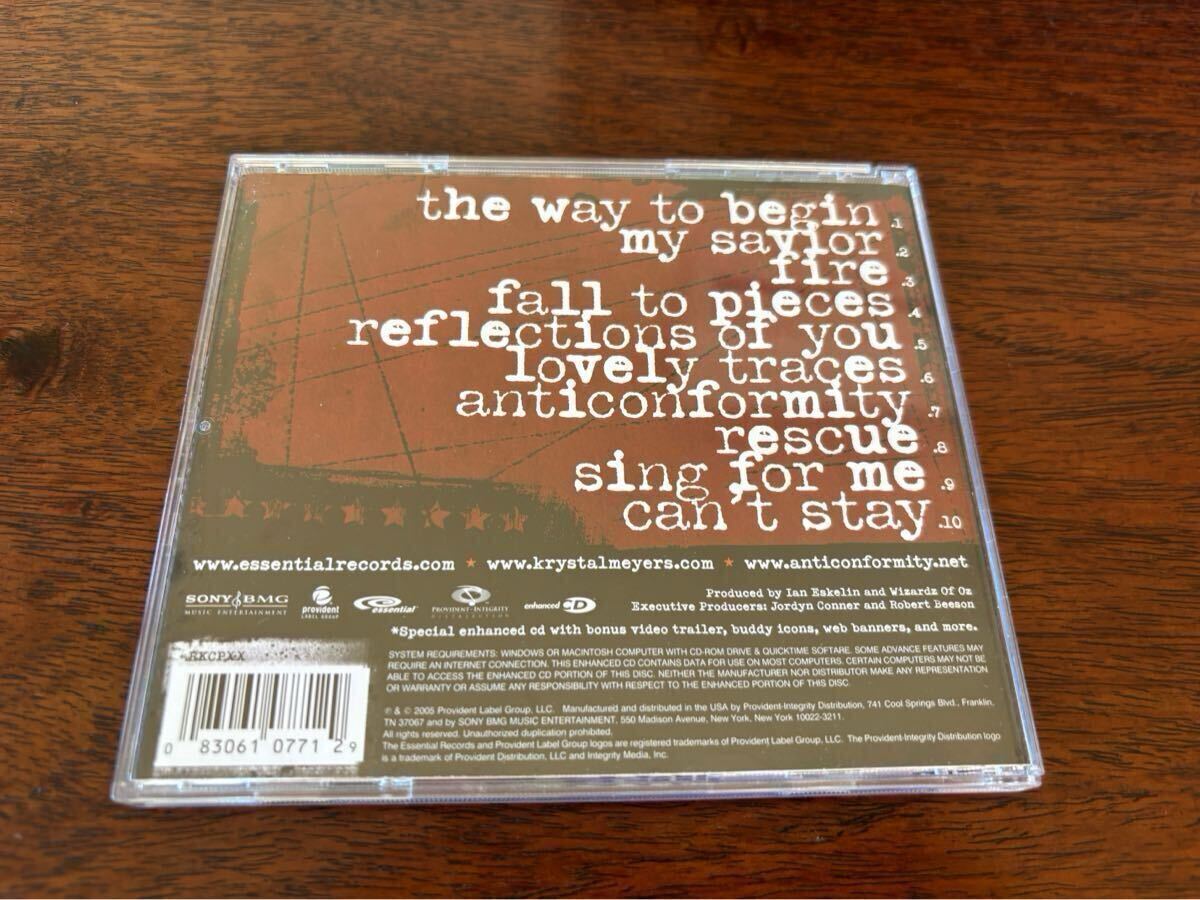 the way to begin .1
my savior .2
fire .3
fall to pieces .4
reflections of you .5
lovely traces .6
anticonformity .7
rescue .8
sing for me .9
can't stay .10
www.essentialrecords.com ★ www.krystalmeyers.com ★ www.anticonformity.net
SONY BMG
MUSIC ENTERTAINMENT
provident
LABEL GROUP
essential
PROVIDENT-INTEGRITY
DISTRIBUTION
enhanced CD
Produced by Ian Eskelin and Wizardz Of Oz
Executive Producers: Jordyn Conner and Robert Beeson
*Special enhanced cd with bonus video trailer, buddy icons, web banners, and more.
SYSTEM REQUIREMENTS: WINDOWS OR MACINTOSH COMPUTER WITH CD-ROM DRIVE & QUICKTIME SOFTARE. SOME ADVANCE FEATURES MAY
REQUIRE AN INTERNET CONNECTION. THIS ENHANCED CD CONTAINS DATA FOR USE ON MOST COMPUTERS. CERTAIN COMPUTERS MAY NOT BE
ABLE TO ACCESS THE ENHANCED CD PORTION OF THIS DISC. NEITHER THE MANUFACTURER NOR DISTRIBUTOR MAKE ANY REPRESENTATION
OR WARRANTY OR ASSUME ANY RESPONSIBILITY WITH RESPECT TO THE ENHANCED PORTION OF THIS DISC.
℗ & © 2005 Provident Label Group, LLC. Manufactured and distributed in the USA by Provident-Integrity Distribution, 741 Cool Springs Blvd., Franklin,
TN 37067 and by SONY BMG MUSIC ENTERTAINMENT, 550 Madison Avenue, New York, New York 10022-3211.
All rights reserved. Unauthorized duplication prohibited.
The Essential Records and Provident Label Group logos are registered trademarks of Provident Label Group, LLC. The Provident-Integrity Distribution logo
is a trademark of Provident Distribution, LLC and Integrity Media, Inc.
0 83061 0771 2 9